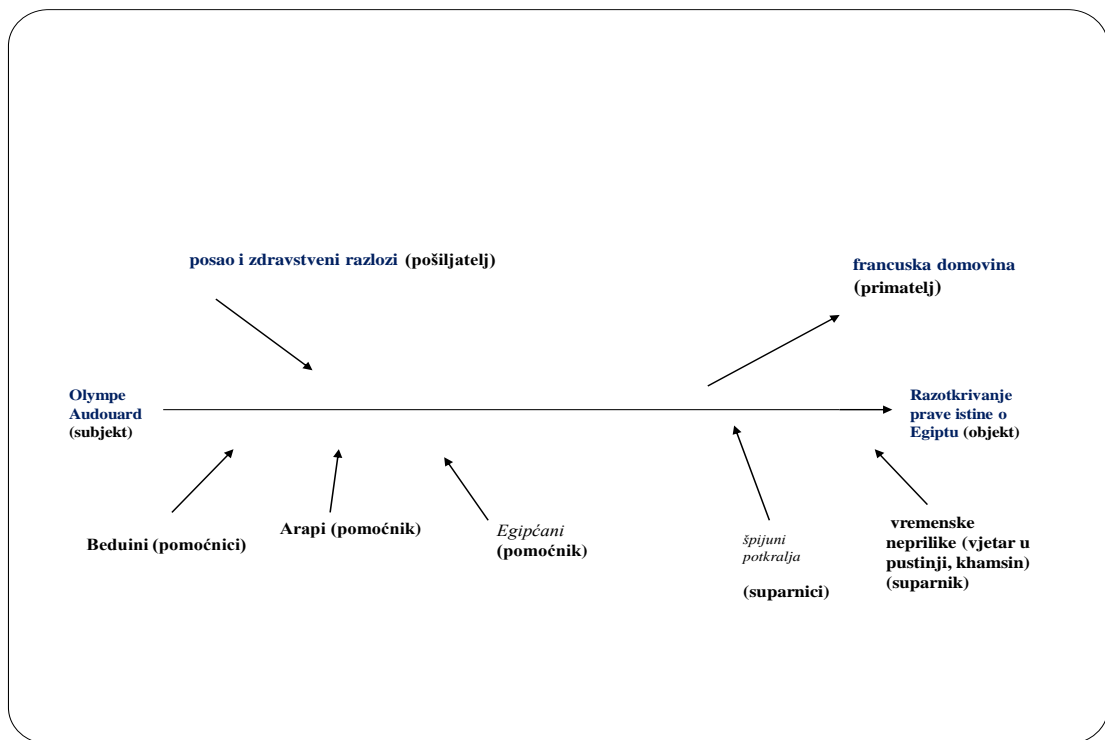 posao i zdravstveni razlozi (pošiljatelj)
francuska domovina
(primatelj)
Olympe
Audouard
(subjekt)
Razotkrivanje
prave istine o
Egiptu (objekt)
Beduini (pomoćnici)
Arapi (pomoćnik)
Egipćani
(pomoćnik)
špijuni
potkralja
(suparnici)
vremenske
neprilike (vjetar u
pustinji, khamsin)
(suparnik)